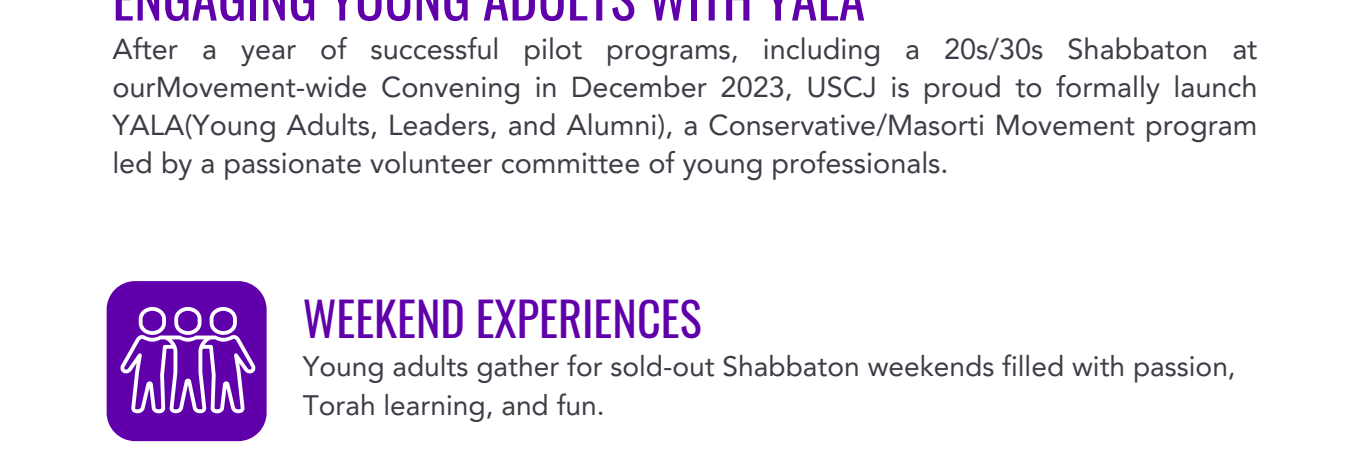 ENGAGING YOUNG ADULTS WITH YALA
After a year of successful pilot programs, including a 20s/30s Shabbaton at
ourMovement-wide Convening in December 2023, USCJ is proud to formally launch
YALA(Young Adults, Leaders, and Alumni), a Conservative/Masorti Movement program
led by a passionate volunteer committee of young professionals.
WEEKEND EXPERIENCES
Young adults gather for sold-out Shabbaton weekends filled with passion,
Torah learning, and fun.